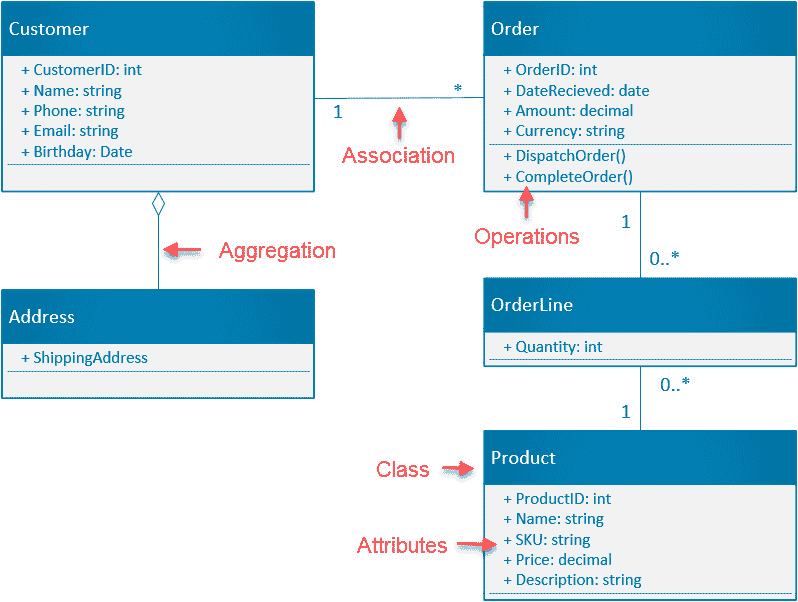 Customer
+ CustomerID: int
+ Name: string
+ Phone: string
+ Email: string
+ Birthday: Date
1
*
Association
Order
+ OrderID: int
+ DateRecieved: date
+ Amount: decimal
+ Currency: string
+ DispatchOrder()
+ CompleteOrder()
Operations
Aggregation
1
0..*
Address
+ ShippingAddress
OrderLine
+ Quantity: int
0..*
1
Class
Product
+ ProductID: int
+ Name: string
Attributes
+ SKU: string
+ Price: decimal
+ Description: string